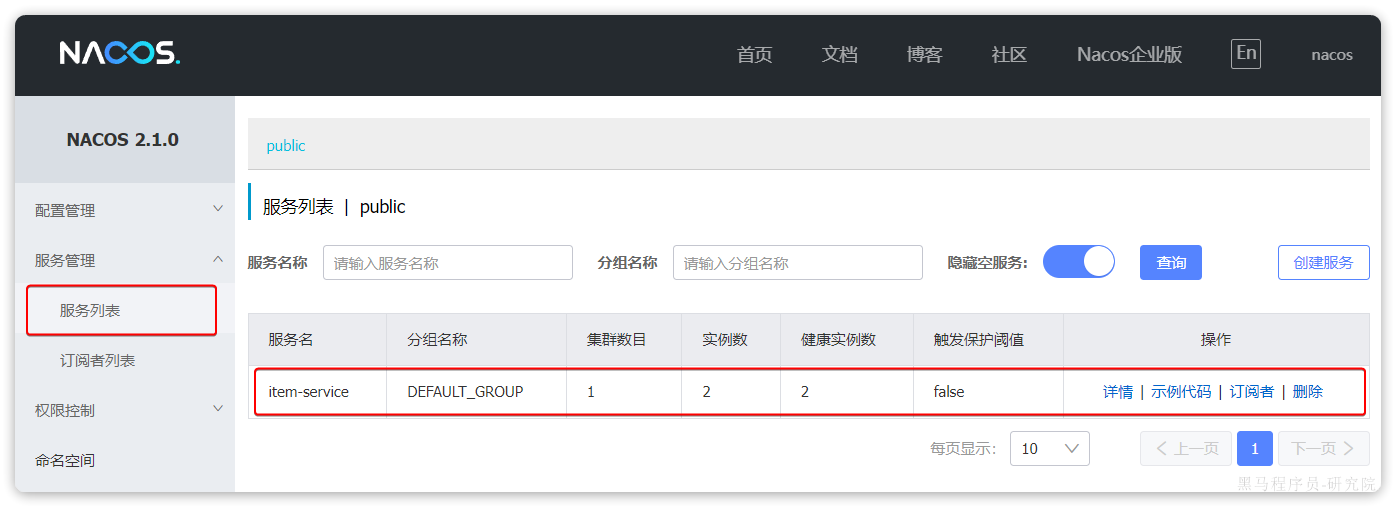 NACOS. 首页 文档 博客 社区 Nacos企业版 En nacos
NACOS 2.1.0
配置管理
服务管理
服务列表
订阅者列表
权限控制
命名空间
public
服务列表 | public
服务名称 请输入服务名称 分组名称 请输入分组名称 隐藏空服务: 查询 创建服务
服务名 分组名称 集群数目 实例数 健康实例数 触发保护阈值 操作
item-service DEFAULT_GROUP 1 2 2 false 详情 | 示例代码 | 订阅者 | 删除
每页显示: 10 上一页 1 下一页
黑马程序员-研究院